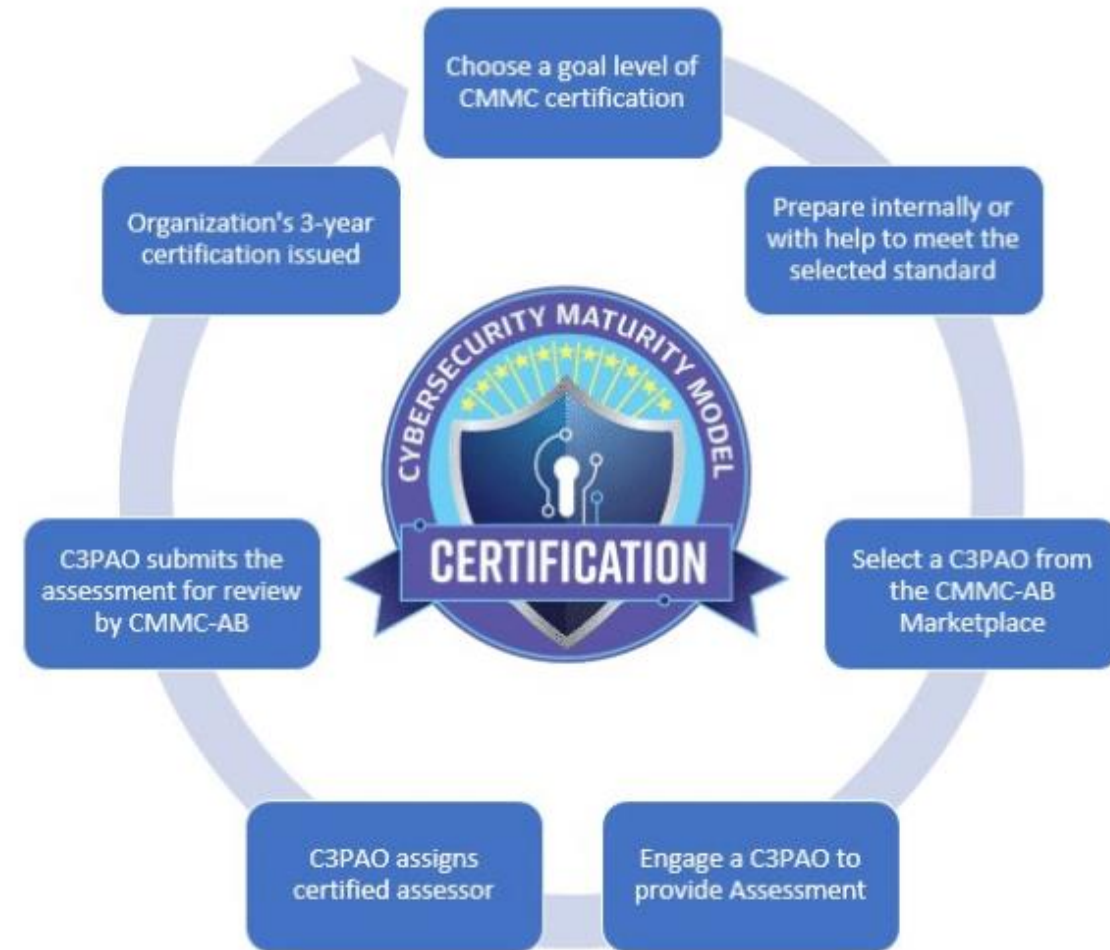 Choose a goal level of
CMMC certification
Prepare internally or
with help to meet the
selected standard
Select a C3PAO from
the CMMC-AB
Marketplace
Engage a C3PAO to
provide Assessment
C3PAO assigns
certified assessor
C3PAO submits the
assessment for review
by CMMC-AB
Organization's 3-year
certification issued
CYBERSECURITY MATURITY MODEL
CERTIFICATION